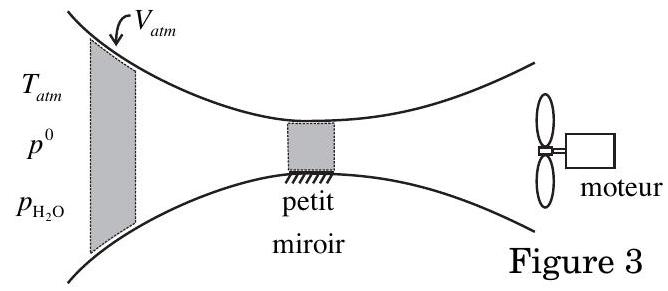 V_atm
T_atm
p^0
p_H₂O
petit
miroir
moteur
Figure 3